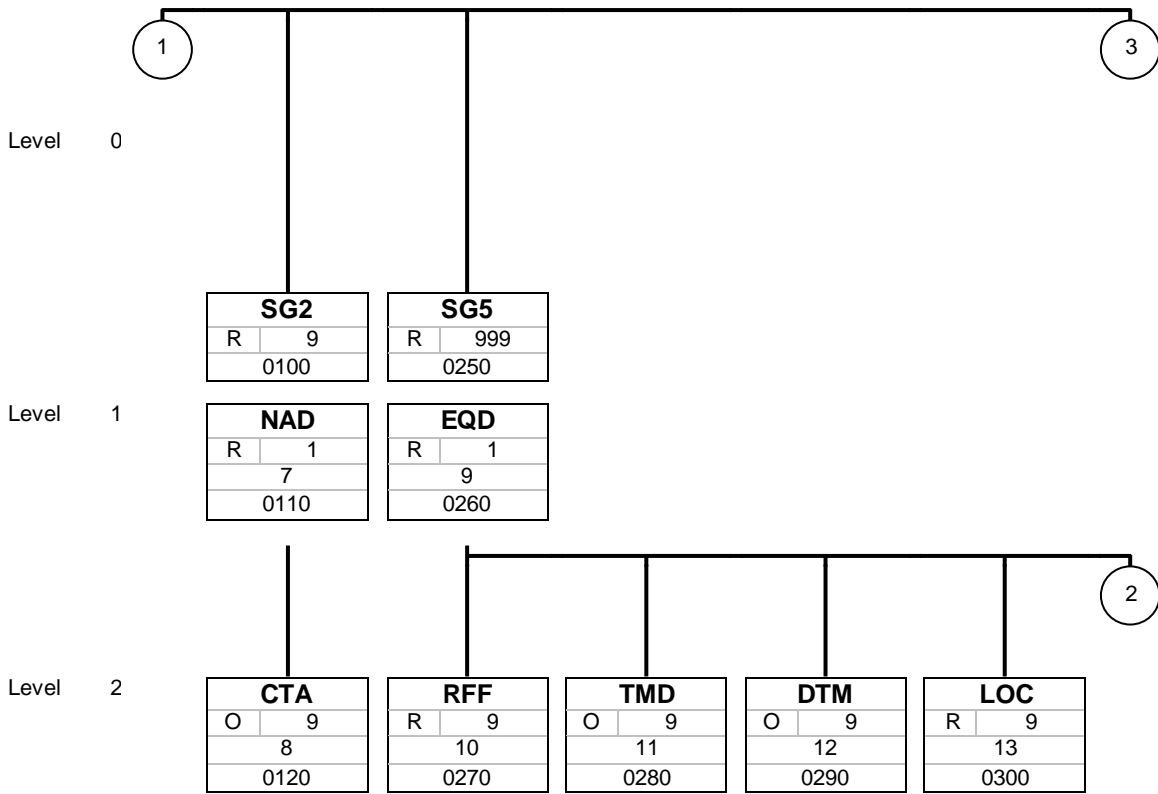 1 3
Level 0
SG2 SG5
R 9 R 999
0100 0250
Level 1
NAD EQD
R 1 R 1
7 9
0110 0260
2
Level 2
CTA RFF TMD DTM LOC
O 9 R 9 O 9 O 9 R 9
8 10 11 12 13
0120 0270 0280 0290 0300